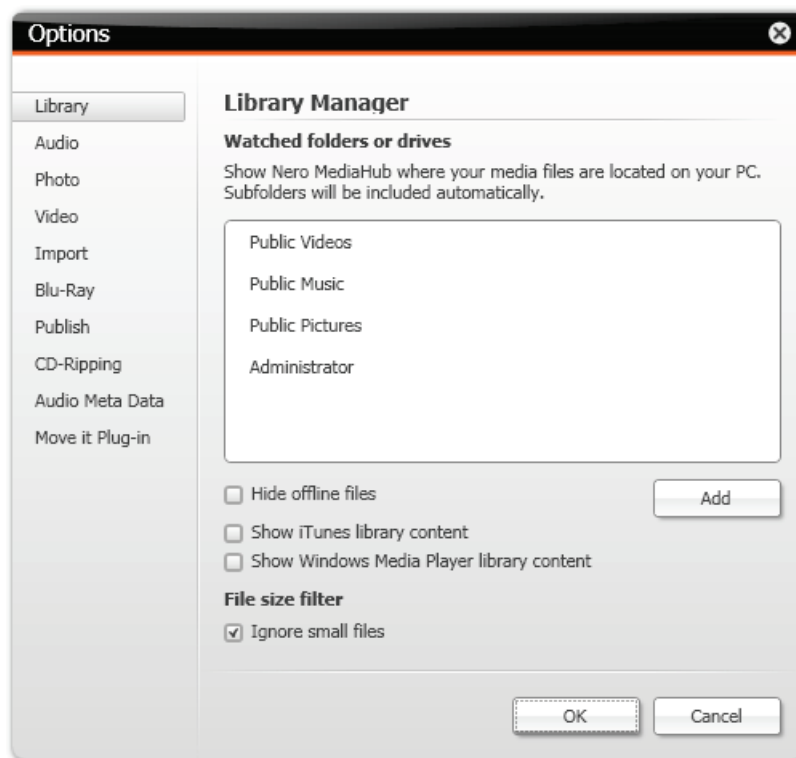 Options
Library
Audio
Photo
Video
Import
Blu-Ray
Publish
CD-Ripping
Audio Meta Data
Move it Plug-in
Library Manager
Watched folders or drives
Show Nero MediaHub where your media files are located on your PC.
Subfolders will be included automatically.
Public Videos
Public Music
Public Pictures
Administrator
Hide offline files
Add
Show iTunes library content
Show Windows Media Player library content
File size filter
Ignore small files
OK
Cancel